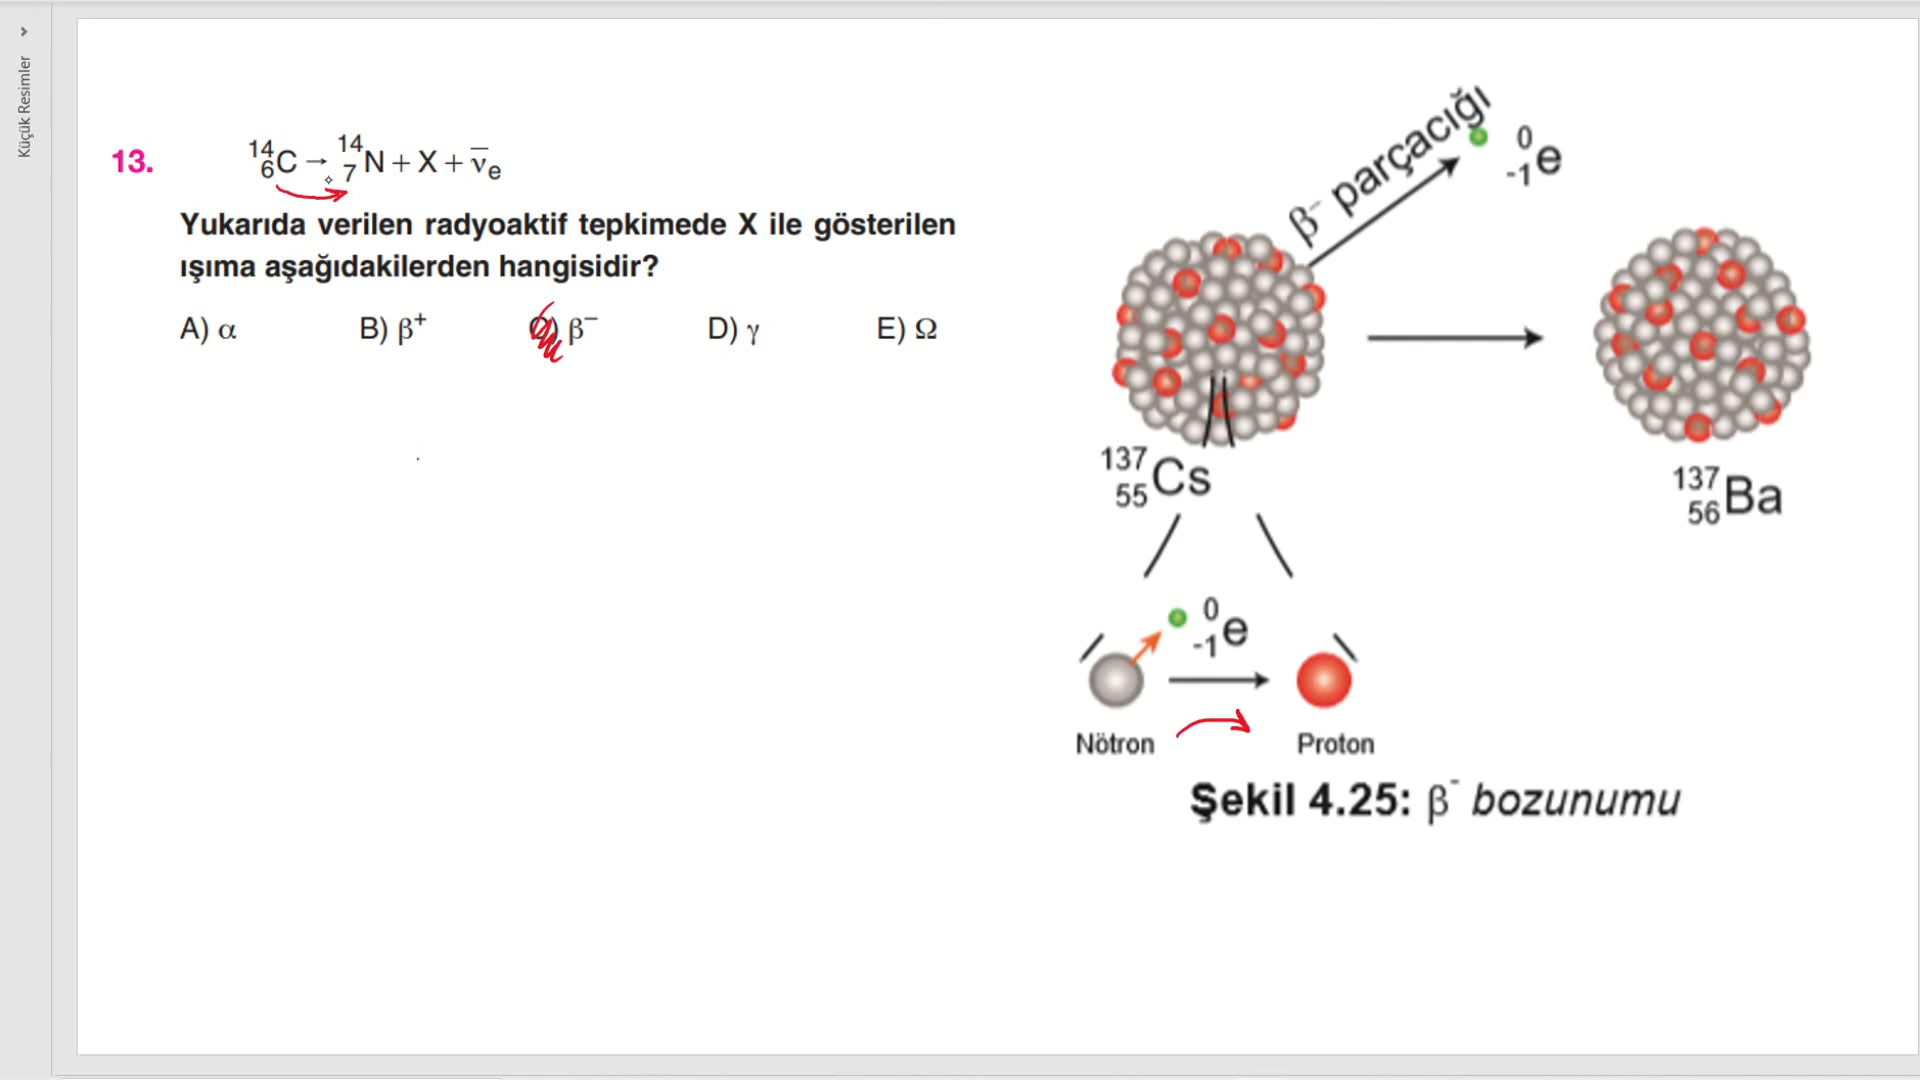 Küçük Resimler
13. ¹⁴₆C → ¹⁴₇N + X + ν̅ₑ
Yukarıda verilen radyoaktif tepkimede X ile gösterilen
ışıma aşağıdakilerden hangisidir?
A) α B) β⁺ C) β⁻ D) γ E) Ω
β⁻ parçacığı
⁰₋₁e
¹³⁷₅₅Cs
¹³⁷₅₆Ba
⁰₋₁e
Nötron Proton
Şekil 4.25: β⁻ bozunumu